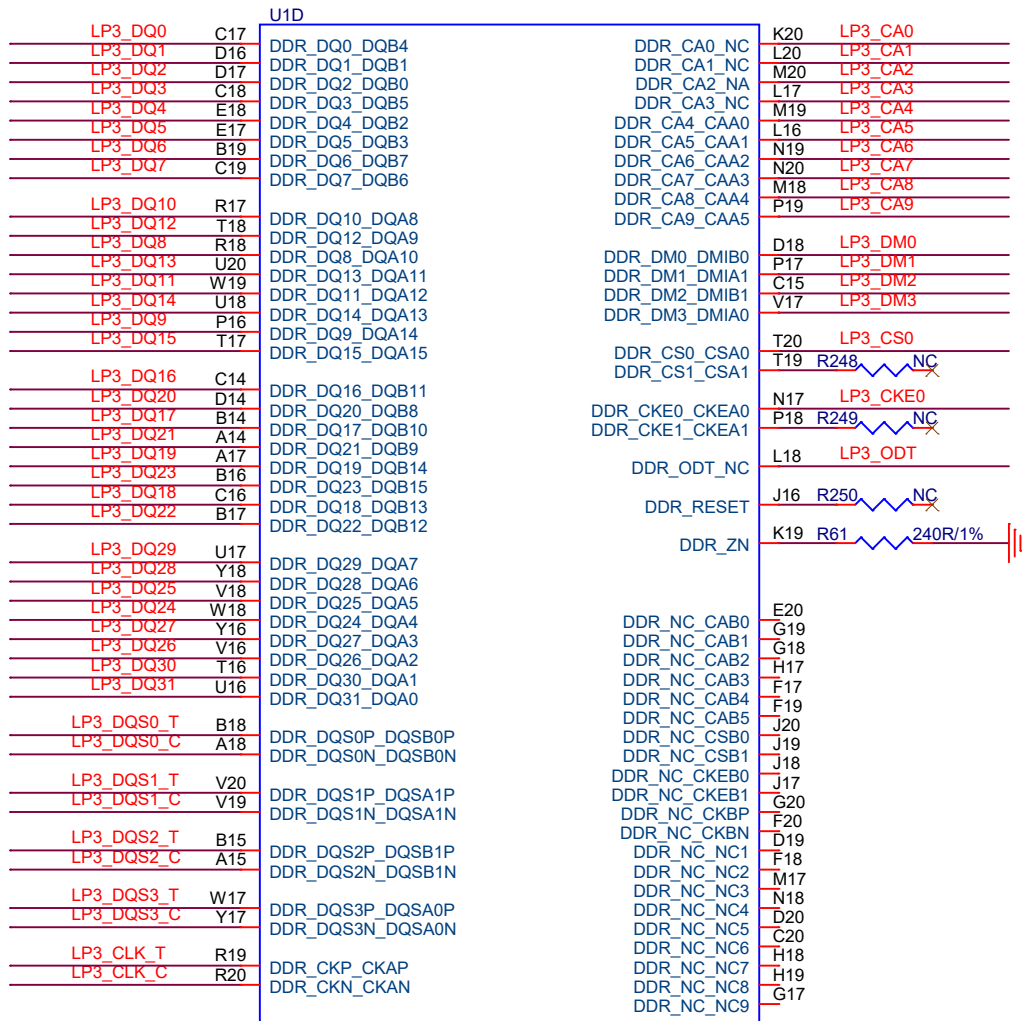 U1D
LP3_DQ0 C17 DDR_DQ0_DQB4
LP3_DQ1 D16 DDR_DQ1_DQB1
LP3_DQ2 D17 DDR_DQ2_DQB0
LP3_DQ3 C18 DDR_DQ3_DQB5
LP3_DQ4 E18 DDR_DQ4_DQB2
LP3_DQ5 E17 DDR_DQ5_DQB3
LP3_DQ6 B19 DDR_DQ6_DQB7
LP3_DQ7 C19 DDR_DQ7_DQB6
LP3_DQ10 R17 DDR_DQ10_DQA8
LP3_DQ12 T18 DDR_DQ12_DQA9
LP3_DQ8 R18 DDR_DQ8_DQA10
LP3_DQ13 U20 DDR_DQ13_DQA11
LP3_DQ11 W19 DDR_DQ11_DQA12
LP3_DQ14 U18 DDR_DQ14_DQA13
LP3_DQ9 P16 DDR_DQ9_DQA14
LP3_DQ15 T17 DDR_DQ15_DQA15
LP3_DQ16 C14 DDR_DQ16_DQB11
LP3_DQ20 D14 DDR_DQ20_DQB8
LP3_DQ17 B14 DDR_DQ17_DQB10
LP3_DQ21 A14 DDR_DQ21_DQB9
LP3_DQ19 A17 DDR_DQ19_DQB14
LP3_DQ23 B16 DDR_DQ23_DQB15
LP3_DQ18 C16 DDR_DQ18_DQB13
LP3_DQ22 B17 DDR_DQ22_DQB12
LP3_DQ29 U17 DDR_DQ29_DQA7
LP3_DQ28 Y18 DDR_DQ28_DQA6
LP3_DQ25 V18 DDR_DQ25_DQA5
LP3_DQ24 W18 DDR_DQ24_DQA4
LP3_DQ27 Y16 DDR_DQ27_DQA3
LP3_DQ26 V16 DDR_DQ26_DQA2
LP3_DQ30 T16 DDR_DQ30_DQA1
LP3_DQ31 U16 DDR_DQ31_DQA0
LP3_DQS0_T B18 DDR_DQS0P_DQSB0P
LP3_DQS0_C A18 DDR_DQS0N_DQSB0N
LP3_DQS1_T V20 DDR_DQS1P_DQSA1P
LP3_DQS1_C V19 DDR_DQS1N_DQSA1N
LP3_DQS2_T B15 DDR_DQS2P_DQSB1P
LP3_DQS2_C A15 DDR_DQS2N_DQSB1N
LP3_DQS3_T W17 DDR_DQS3P_DQSA0P
LP3_DQS3_C Y17 DDR_DQS3N_DQSA0N
LP3_CLK_T R19 DDR_CKP_CKAP
LP3_CLK_C R20 DDR_CKN_CKAN
DDR_CA0_NC K20 LP3_CA0
DDR_CA1_NC L20 LP3_CA1
DDR_CA2_NA M20 LP3_CA2
DDR_CA3_NC L17 LP3_CA3
DDR_CA4_CAA0 M19 LP3_CA4
DDR_CA5_CAA1 L16 LP3_CA5
DDR_CA6_CAA2 N19 LP3_CA6
DDR_CA7_CAA3 N20 LP3_CA7
DDR_CA8_CAA4 M18 LP3_CA8
DDR_CA9_CAA5 P19 LP3_CA9
DDR_DM0_DMIB0 D18 LP3_DM0
DDR_DM1_DMIA1 P17 LP3_DM1
DDR_DM2_DMIB1 C15 LP3_DM2
DDR_DM3_DMIA0 V17 LP3_DM3
DDR_CS0_CSA0 T20 LP3_CS0
DDR_CS1_CSA1 T19 R248 NC
DDR_CKE0_CKEA0 N17 LP3_CKE0
DDR_CKE1_CKEA1 P18 R249 NC
DDR_ODT_NC L18 LP3_ODT
DDR_RESET J16 R250 NC
DDR_ZN K19 R61 240R/1%
DDR_NC_CAB0 E20
DDR_NC_CAB1 G19
DDR_NC_CAB2 G18
DDR_NC_CAB3 H17
DDR_NC_CAB4 F17
DDR_NC_CAB5 F19
DDR_NC_CSB0 J20
DDR_NC_CSB1 J19
DDR_NC_CKEB0 J18
DDR_NC_CKEB1 J17
DDR_NC_CKBP G20
DDR_NC_CKBN F20
DDR_NC_NC1 D19
DDR_NC_NC2 F18
DDR_NC_NC3 M17
DDR_NC_NC4 N18
DDR_NC_NC5 D20
DDR_NC_NC6 C20
DDR_NC_NC7 H18
DDR_NC_NC8 H19
DDR_NC_NC9 G17